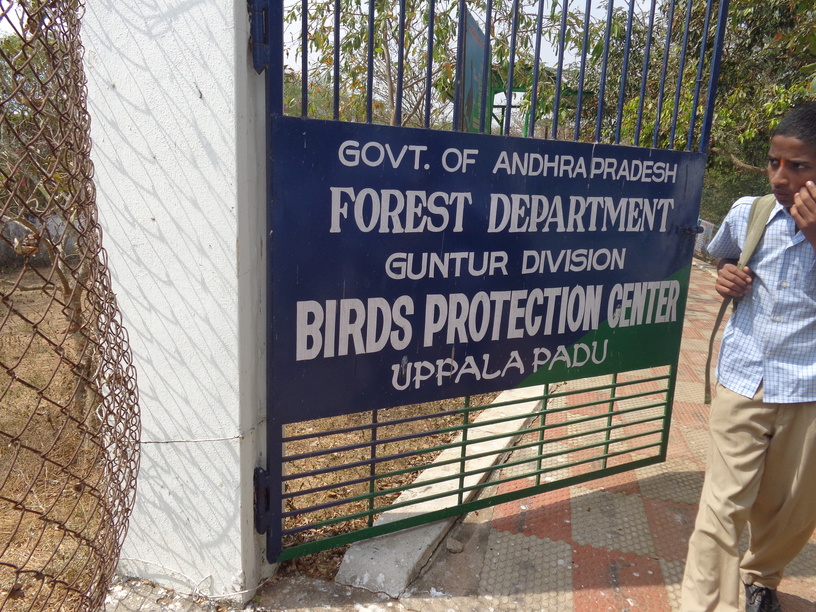 GOVT. OF ANDHRA PRADESH
FOREST DEPARTMENT
GUNTUR DIVISION
BIRDS PROTECTION CENTER
UPPALA PADU